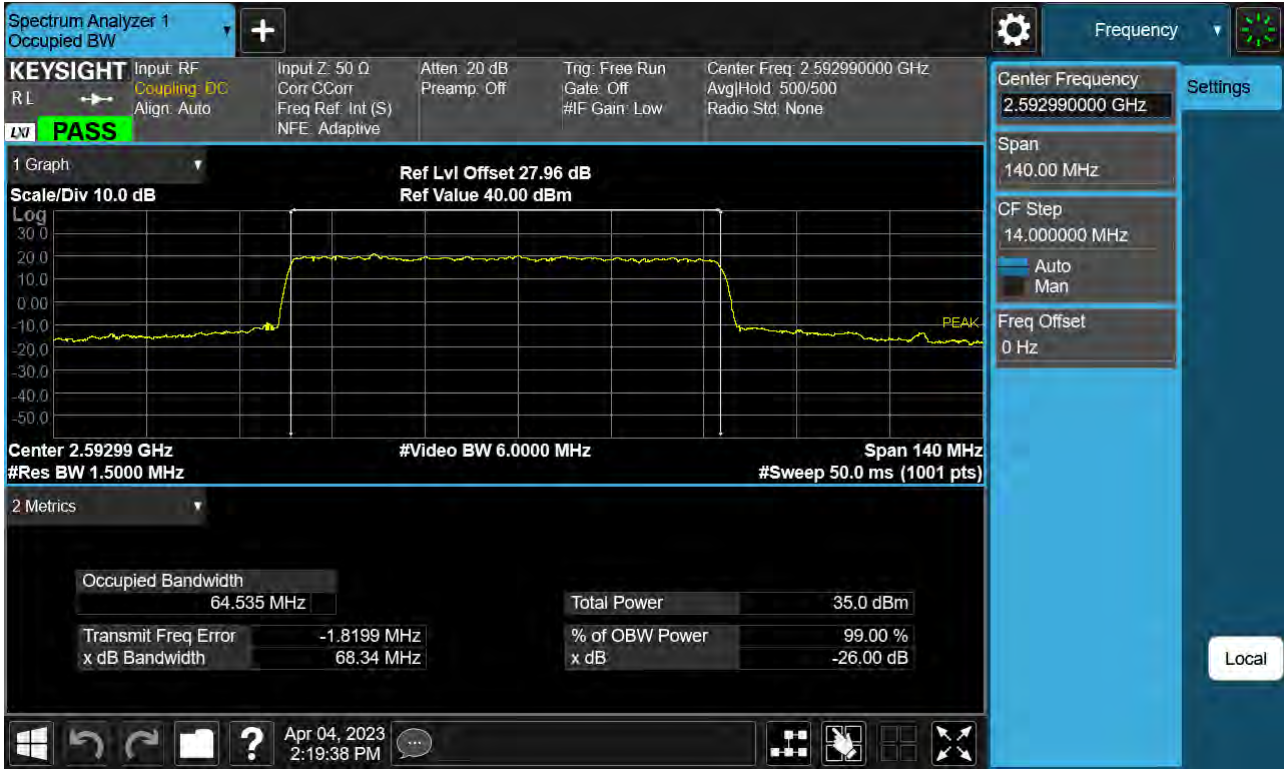 Spectrum Analyzer 1
Occupied BW
Frequency
KEYSIGHT
R L
LXI
PASS
Input: RF
Coupling: DC
Align: Auto
Input Z: 50 Ω
Corr CCorr
Freq Ref: Int (S)
NFE: Adaptive
Atten: 20 dB
Preamp: Off
Trig: Free Run
Gate: Off
#IF Gain: Low
Center Freq: 2.592990000 GHz
Avg|Hold: 500/500
Radio Std: None
Center Frequency
2.592990000 GHz
Settings
Span
140.00 MHz
CF Step
14.000000 MHz
Auto
Man
Freq Offset
0 Hz
Local
1 Graph
Scale/Div 10.0 dB
Ref Lvl Offset 27.96 dB
Ref Value 40.00 dBm
Log
30.0
20.0
10.0
0.00
-10.0
-20.0
-30.0
-40.0
-50.0
PEAK
Center 2.59299 GHz
#Video BW 6.0000 MHz
Span 140 MHz
#Res BW 1.5000 MHz
#Sweep 50.0 ms (1001 pts)
2 Metrics
Occupied Bandwidth
64.535 MHz
Total Power 35.0 dBm
Transmit Freq Error -1.8199 MHz
% of OBW Power 99.00 %
x dB Bandwidth 68.34 MHz
x dB -26.00 dB
?
Apr 04, 2023
2:19:38 PM